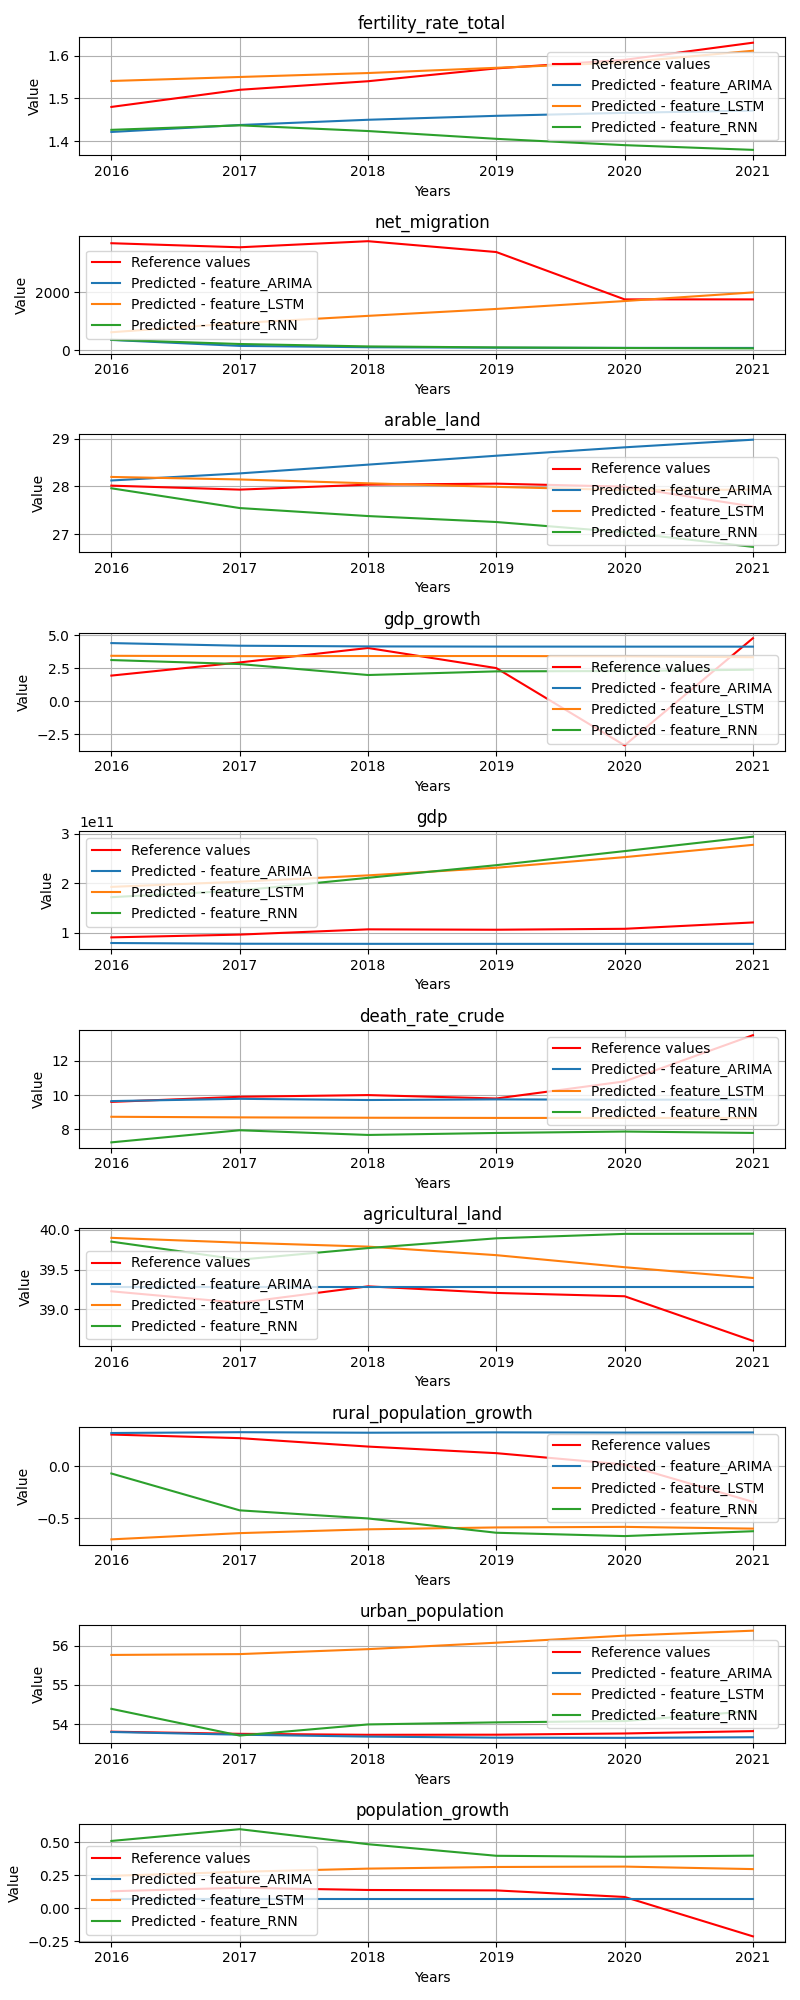 fertility_rate_total
1.6
1.5
1.4
Value
Reference values
Predicted - feature_ARIMA
Predicted - feature_LSTM
Predicted - feature_RNN
2016 2017 2018 2019 2020 2021
Years
net_migration
2000
0
Value
Reference values
Predicted - feature_ARIMA
Predicted - feature_LSTM
Predicted - feature_RNN
2016 2017 2018 2019 2020 2021
Years
arable_land
29
28
27
Value
Reference values
Predicted - feature_ARIMA
Predicted - feature_LSTM
Predicted - feature_RNN
2016 2017 2018 2019 2020 2021
Years
gdp_growth
5.0
2.5
0.0
−2.5
Value
Reference values
Predicted - feature_ARIMA
Predicted - feature_LSTM
Predicted - feature_RNN
2016 2017 2018 2019 2020 2021
Years
gdp
1e11
3
2
1
Value
Reference values
Predicted - feature_ARIMA
Predicted - feature_LSTM
Predicted - feature_RNN
2016 2017 2018 2019 2020 2021
Years
death_rate_crude
12
10
8
Value
Reference values
Predicted - feature_ARIMA
Predicted - feature_LSTM
Predicted - feature_RNN
2016 2017 2018 2019 2020 2021
Years
agricultural_land
40.0
39.5
39.0
Value
Reference values
Predicted - feature_ARIMA
Predicted - feature_LSTM
Predicted - feature_RNN
2016 2017 2018 2019 2020 2021
Years
rural_population_growth
0.0
−0.5
Value
Reference values
Predicted - feature_ARIMA
Predicted - feature_LSTM
Predicted - feature_RNN
2016 2017 2018 2019 2020 2021
Years
urban_population
56
55
54
Value
Reference values
Predicted - feature_ARIMA
Predicted - feature_LSTM
Predicted - feature_RNN
2016 2017 2018 2019 2020 2021
Years
population_growth
0.50
0.25
0.00
−0.25
Value
Reference values
Predicted - feature_ARIMA
Predicted - feature_LSTM
Predicted - feature_RNN
2016 2017 2018 2019 2020 2021
Years